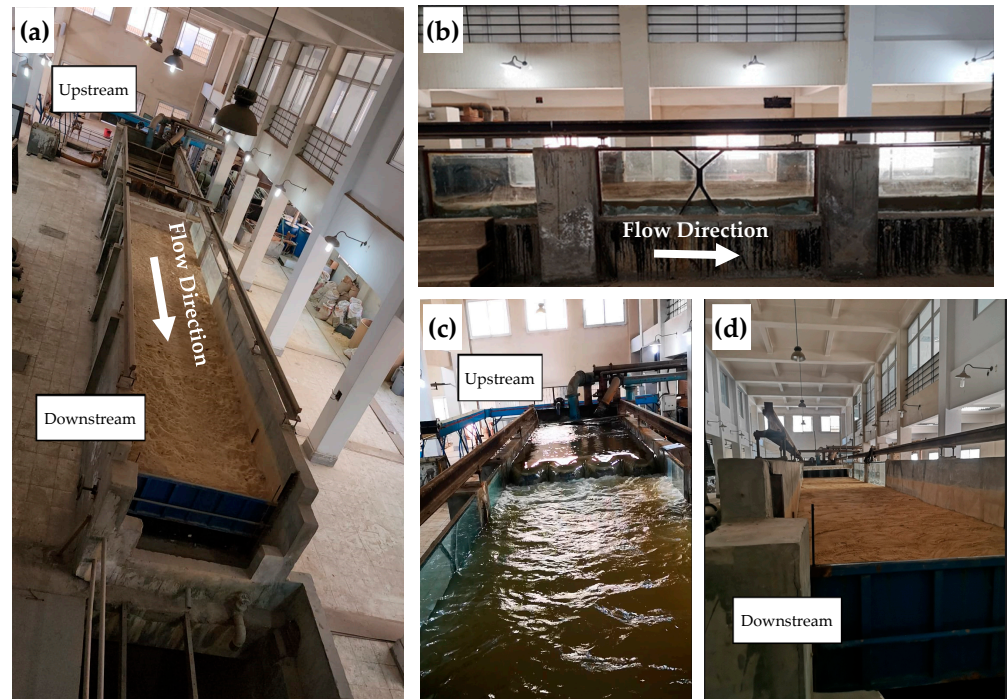 (a)
Upstream
Flow Direction
Downstream
(b)
Flow Direction
(c)
Upstream
(d)
Downstream